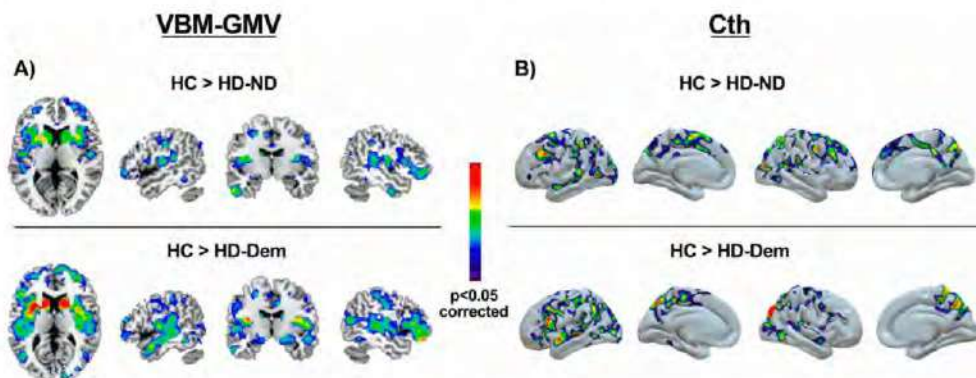 VBM-GMV
Cth
A)
HC > HD-ND
B)
HC > HD-ND
HC > HD-Dem
HC > HD-Dem
p<0.05
corrected